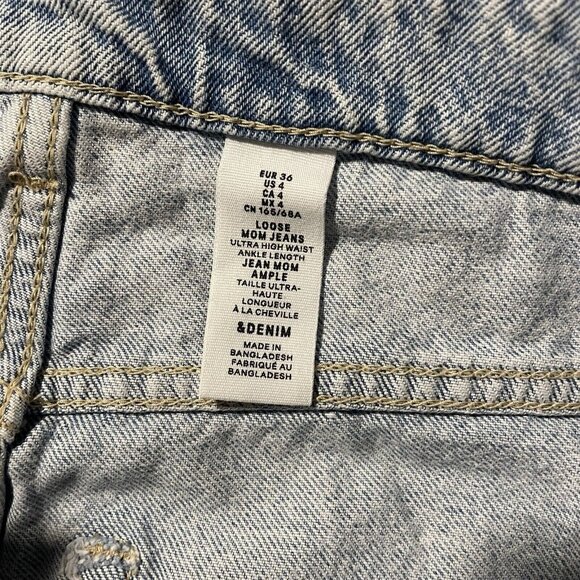 EUR 36
US 4
CA 4
MX 4
CN 165/68A
LOOSE
MOM JEANS
ULTRA HIGH WAIST
ANKLE LENGTH
JEAN MOM
AMPLE
TAILLE ULTRA-
HAUTE
LONGUEUR
À LA CHEVILLE
&DENIM
MADE IN
BANGLADESH
FABRIQUÉ AU
BANGLADESH